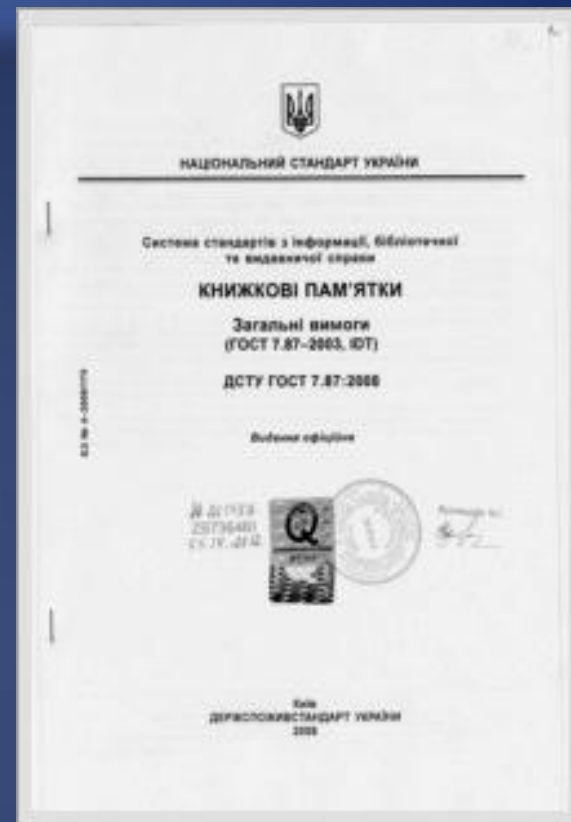 НАЦІОНАЛЬНИЙ СТАНДАРТ УКРАЇНИ
Система стандартів з інформації, бібліотечної
та видавничої справи
КНИЖКОВІ ПАМ'ЯТКИ
Загальні вимоги
(ГОСТ 7.87–2003, IDT)
ДСТУ ГОСТ 7.87:2008
Видання офіційне
Q
Київ
ДЕРЖСПОЖИВСТАНДАРТ УКРАЇНИ
2008